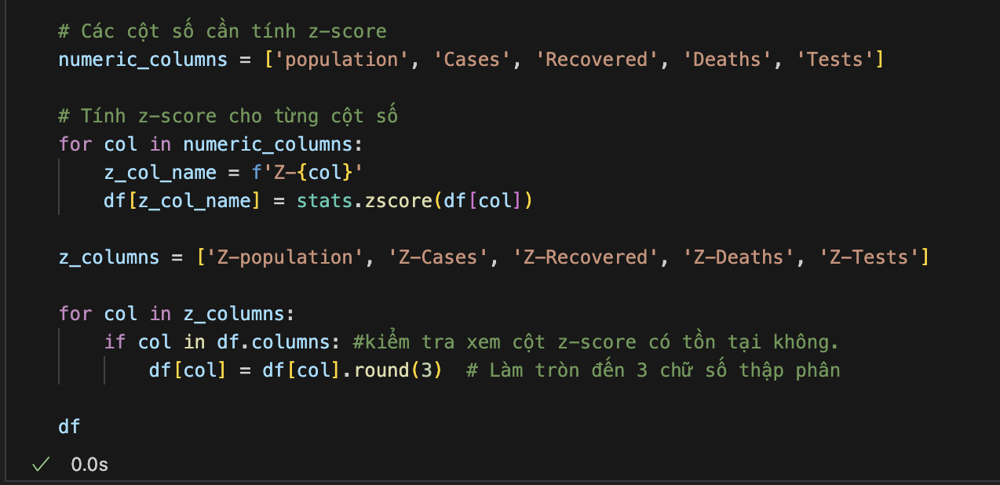 # Các cột số cần tính z-score
numeric_columns = ['population', 'Cases', 'Recovered', 'Deaths', 'Tests']
# Tính z-score cho từng cột số
for col in numeric_columns:
z_col_name = f'Z-{col}'
df[z_col_name] = stats.zscore(df[col])
z_columns = ['Z-population', 'Z-Cases', 'Z-Recovered', 'Z-Deaths', 'Z-Tests']
for col in z_columns:
if col in df.columns: #kiểm tra xem cột z-score có tồn tại không.
df[col] = df[col].round(3)  # Làm tròn đến 3 chữ số thập phân
df
0.0s